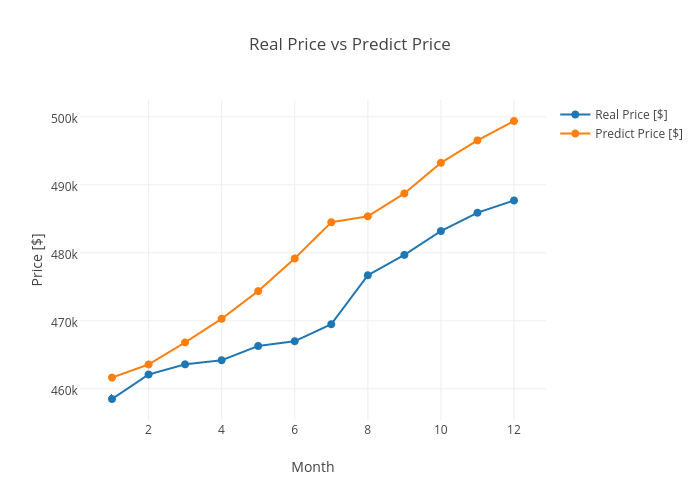 Real Price vs Predict Price
Real Price [$]
Predict Price [$]
500k
490k
480k
470k
460k
Price [$]
2
4
6
8
10
12
Month